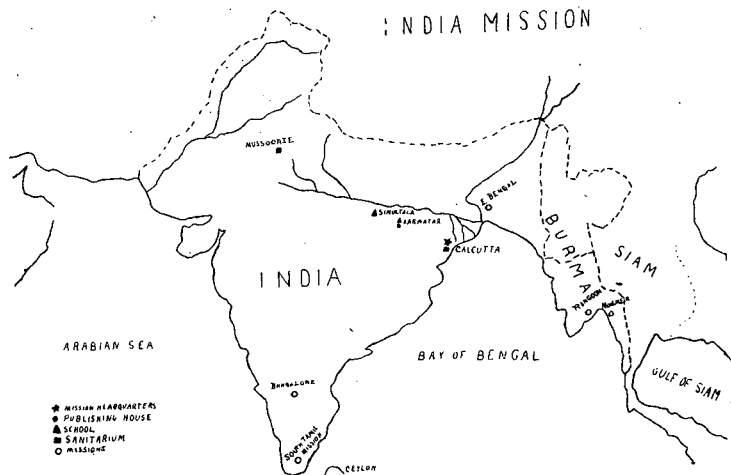 INDIA MISSION
MUSSOORIE
SIMULTALA
KARMATAR
E. BENGAL
CALCUTTA
INDIA
BURMA
SIAM
RANGOON
ARABIAN SEA
BAY OF BENGAL
GULF OF SIAM
BANGALORE
MISSION HEADQUARTERS
PUBLISHING HOUSE
SCHOOL
SANITARIUM
MISSIONS
SOUTH TAMIL
MISSION
CEYLON